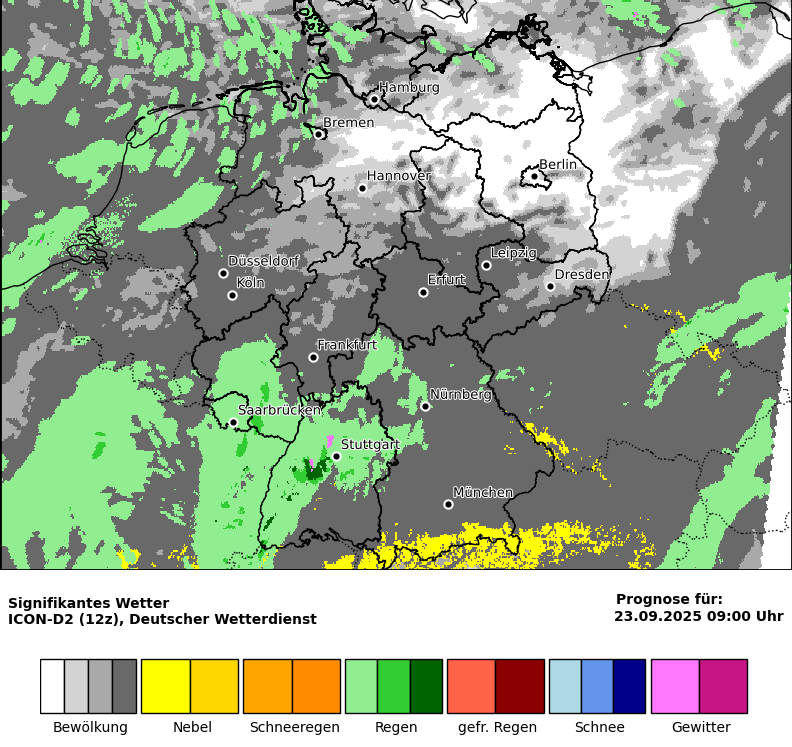 Hamburg
Bremen
Berlin
Hannover
Leipzig
Düsseldorf
Dresden
Köln
Erfurt
Frankfurt
Nürnberg
Saarbrücken
Stuttgart
München
Signifikantes Wetter
ICON-D2 (12z), Deutscher Wetterdienst
Prognose für:
23.09.2025 09:00 Uhr
Bewölkung Nebel Schneeregen Regen gefr. Regen Schnee Gewitter